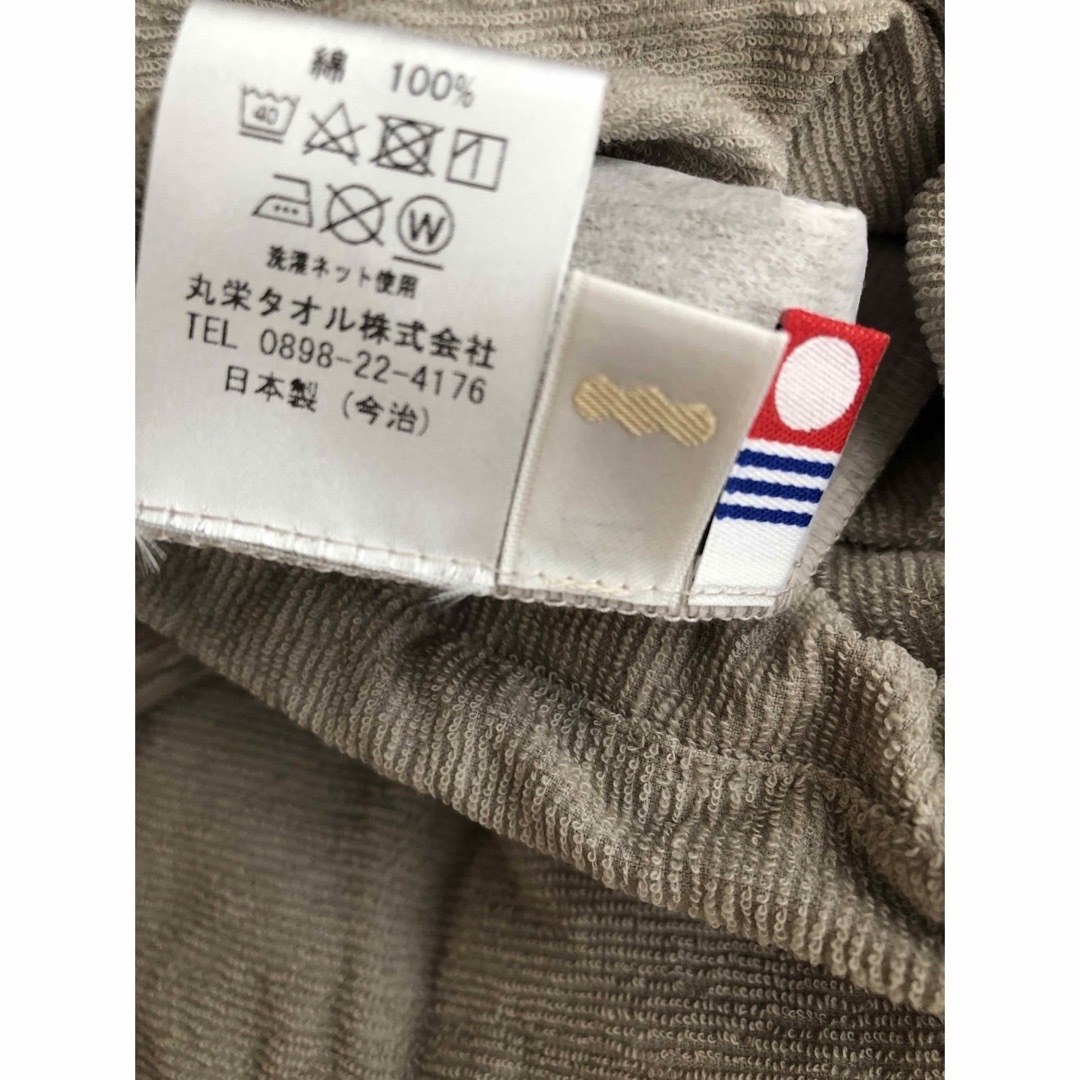 綿 100%
40
W
洗濯ネット使用
丸栄タオル株式会社
TEL 0898-22-4176
日本製 (今治)